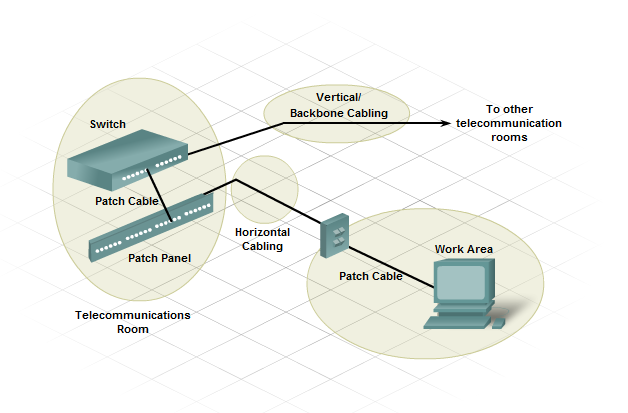 Vertical/
Backbone Cabling
To other
telecommunication
rooms
Switch
Patch Cable
Horizontal
Cabling
Patch Panel
Work Area
Patch Cable
Telecommunications
Room